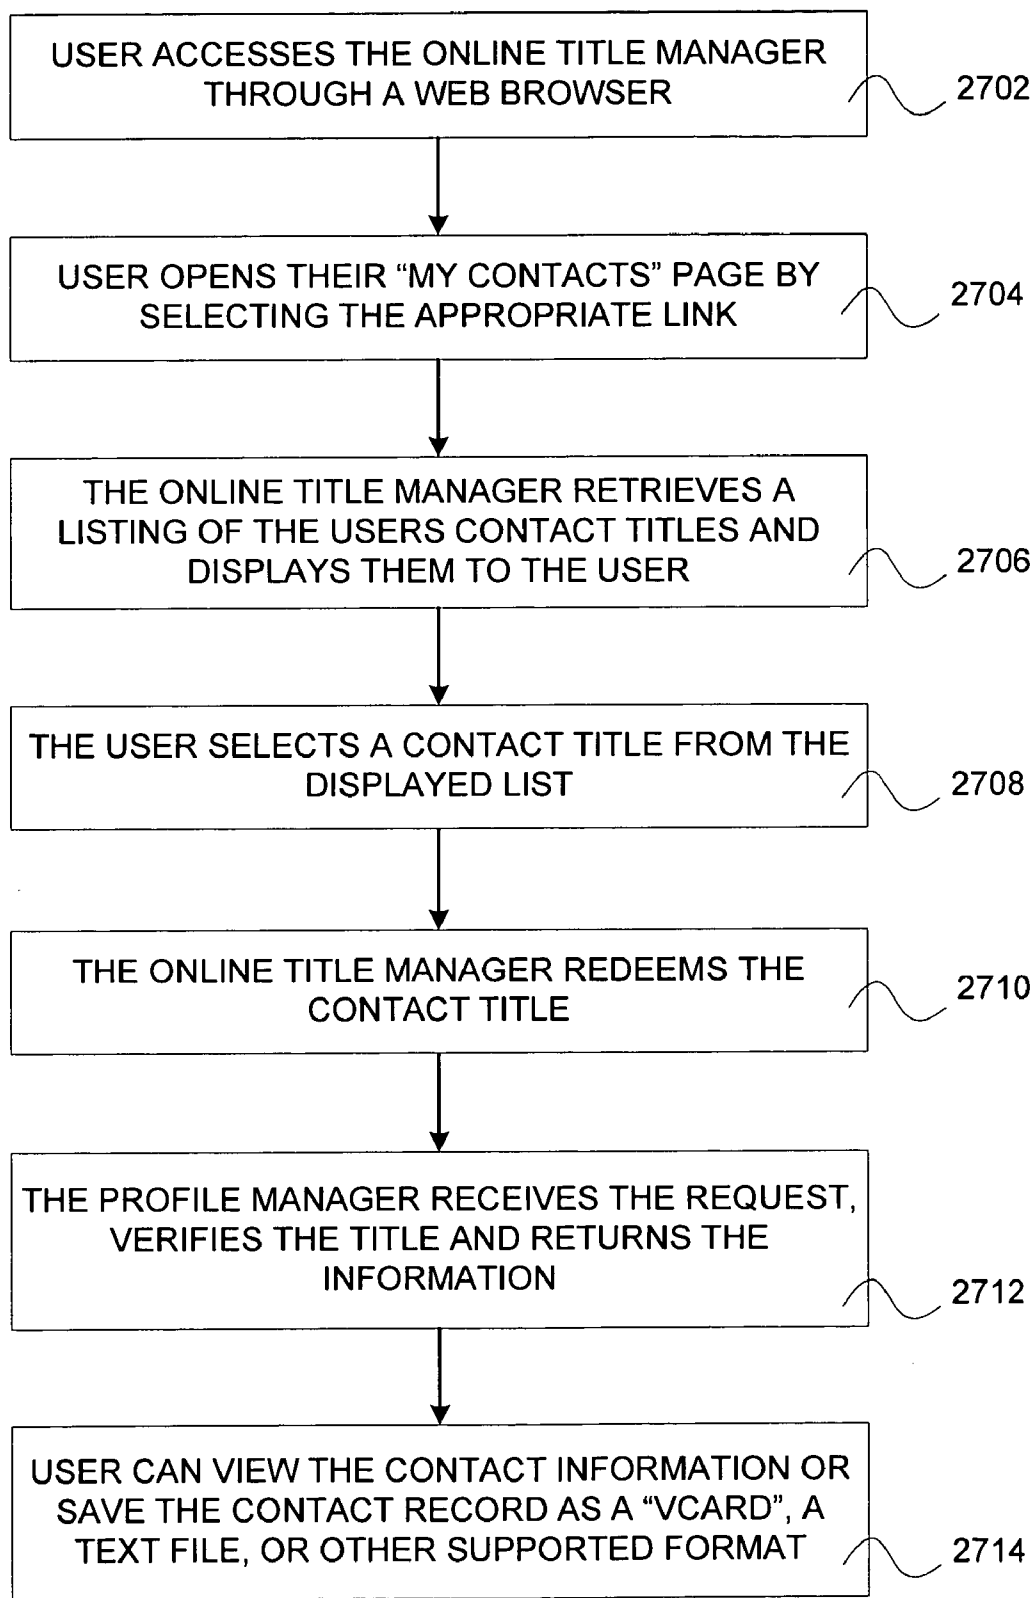 USER ACCESSES THE ONLINE TITLE MANAGER
THROUGH A WEB BROWSER
2702
USER OPENS THEIR “MY CONTACTS” PAGE BY
SELECTING THE APPROPRIATE LINK
2704
THE ONLINE TITLE MANAGER RETRIEVES A
LISTING OF THE USERS CONTACT TITLES AND
DISPLAYS THEM TO THE USER
2706
THE USER SELECTS A CONTACT TITLE FROM THE
DISPLAYED LIST
2708
THE ONLINE TITLE MANAGER REDEEMS THE
CONTACT TITLE
2710
THE PROFILE MANAGER RECEIVES THE REQUEST,
VERIFIES THE TITLE AND RETURNS THE
INFORMATION
2712
USER CAN VIEW THE CONTACT INFORMATION OR
SAVE THE CONTACT RECORD AS A “VCARD”, A
TEXT FILE, OR OTHER SUPPORTED FORMAT
2714